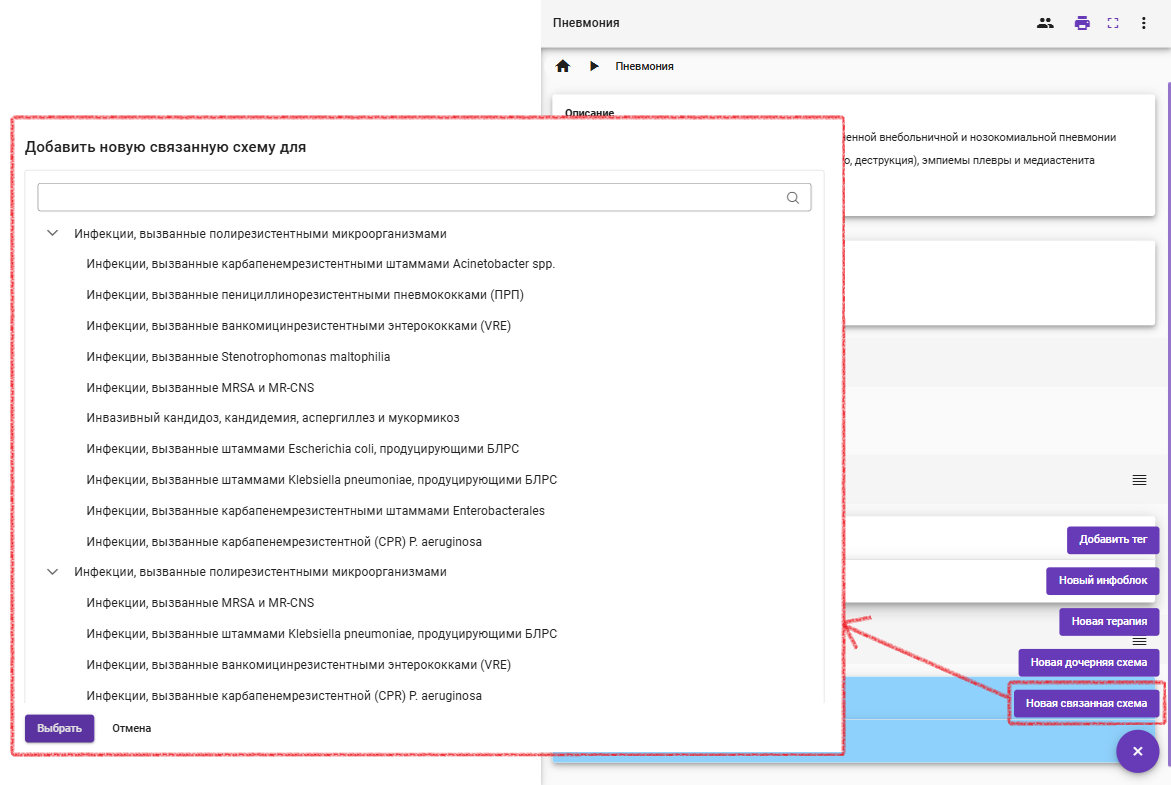 Пневмония
Пневмония
Описание
енной внебольничной и нозокомиальной пневмонии
о, деструкция), эмпиемы плевры и медиастенита
Добавить новую связанную схему для
Инфекции, вызванные полирезистентными микроорганизмами
Инфекции, вызванные карбапенемрезистентными штаммами Acinetobacter spp.
Инфекции, вызванные пенициллинорезистентными пневмококками (ПРП)
Инфекции, вызванные ванкомицинрезистентными энтерококками (VRE)
Инфекции, вызванные Stenotrophomonas maltophilia
Инфекции, вызванные MRSA и MR-CNS
Инвазивный кандидоз, кандидемия, аспергиллез и мукормикоз
Инфекции, вызванные штаммами Escherichia coli, продуцирующими БЛРС
Инфекции, вызванные штаммами Klebsiella pneumoniae, продуцирующими БЛРС
Инфекции, вызванные карбапенемрезистентными штаммами Enterobacterales
Инфекции, вызванные карбапенемрезистентной (CPR) P. aeruginosa
Инфекции, вызванные полирезистентными микроорганизмами
Инфекции, вызванные MRSA и MR-CNS
Инфекции, вызванные штаммами Klebsiella pneumoniae, продуцирующими БЛРС
Инфекции, вызванные ванкомицинрезистентными энтерококками (VRE)
Инфекции, вызванные карбапенемрезистентной (CPR) P. aeruginosa
Выбрать
Отмена
Добавить тег
Новый инфоблок
Новая терапия
Новая дочерняя схема
Новая связанная схема